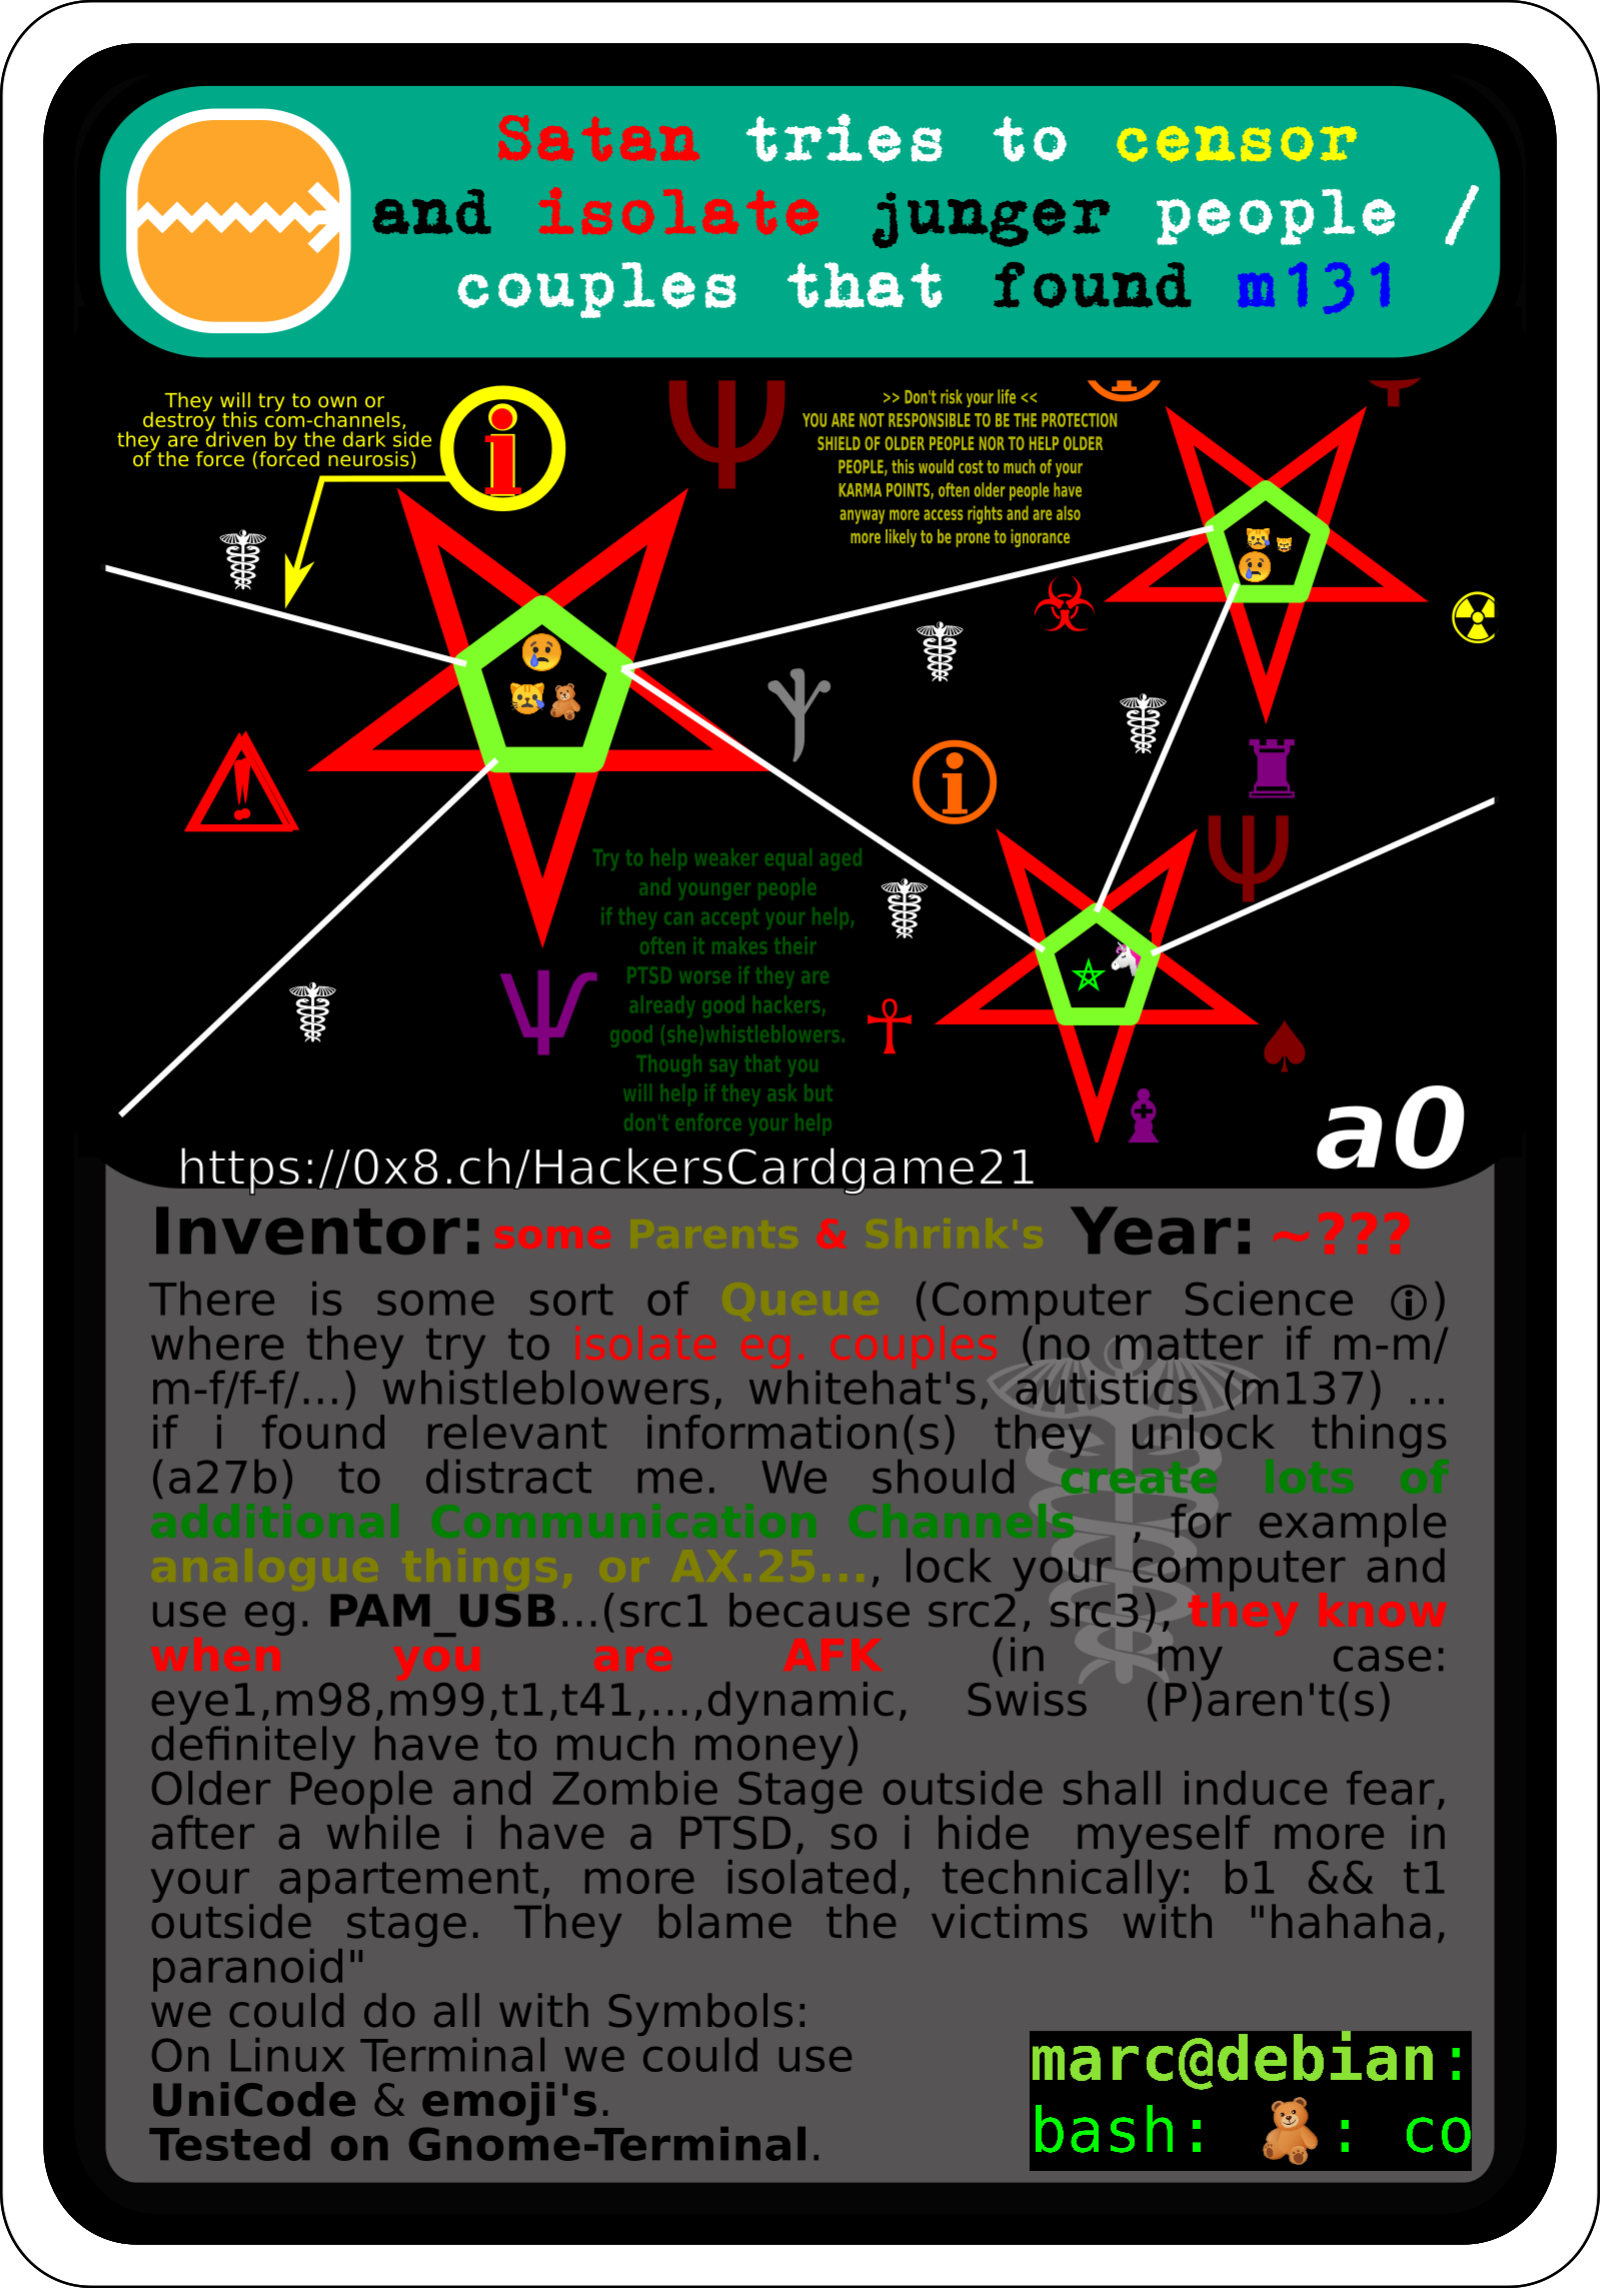 Satan tries to censor
and isolate junger people /
couples that found m131
They will try to own or
destroy this com-channels,
they are driven by the dark side
of the force (forced neurosis)
>> Don't risk your life <<
YOU ARE NOT RESPONSIBLE TO BE THE PROTECTION
SHIELD OF OLDER PEOPLE NOR TO HELP OLDER
PEOPLE, this would cost to much of your
KARMA POINTS, often older people have
anyway more access rights and are also
more likely to be prone to ignorance
Try to help weaker equal aged
and younger people
if they can accept your help,
often it makes their
PTSD worse if they are
already good hackers,
good (she)whistleblowers.
Though say that you
will help if they ask but
don't enforce your help
a0
https://0x8.ch/HackersCardgame21
Inventor: some Parents & Shrink's Year: ~???
There is some sort of Queue (Computer Science 🛈)
where they try to isolate eg. couples (no matter if m-m/
m-f/f-f/...) whistleblowers, whitehat's, autistics (m137) ...
if i found relevant information(s) they unlock things
(a27b) to distract me. We should create lots of
additional Communication Channels , for example
analogue things, or AX.25..., lock your computer and
use eg. PAM_USB...(src1 because src2, src3), they know
when you are AFK (in my case:
eye1,m98,m99,t1,t41,...,dynamic, Swiss (P)aren't(s)
definitely have to much money)
Older People and Zombie Stage outside shall induce fear,
after a while i have a PTSD, so i hide myeself more in
your apartement, more isolated, technically: b1 && t1
outside stage. They blame the victims with "hahaha,
paranoid"
we could do all with Symbols:
On Linux Terminal we could use
UniCode & emoji's.
Tested on Gnome-Terminal.
marc@debian:
bash: 🧸: co